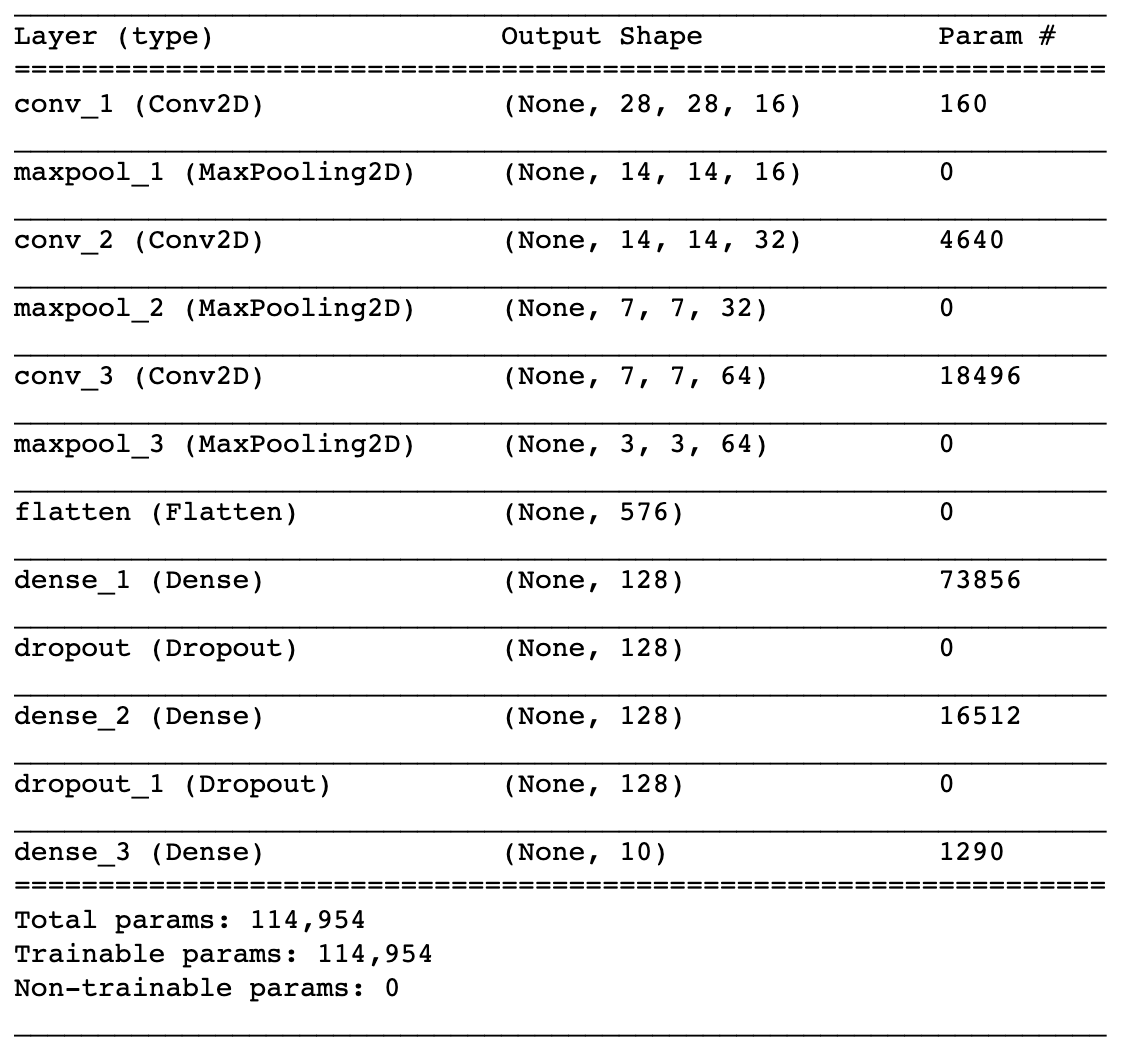 Layer (type) Output Shape Param #
=================================================================
conv_1 (Conv2D) (None, 28, 28, 16) 160
maxpool_1 (MaxPooling2D) (None, 14, 14, 16) 0
conv_2 (Conv2D) (None, 14, 14, 32) 4640
maxpool_2 (MaxPooling2D) (None, 7, 7, 32) 0
conv_3 (Conv2D) (None, 7, 7, 64) 18496
maxpool_3 (MaxPooling2D) (None, 3, 3, 64) 0
flatten (Flatten) (None, 576) 0
dense_1 (Dense) (None, 128) 73856
dropout (Dropout) (None, 128) 0
dense_2 (Dense) (None, 128) 16512
dropout_1 (Dropout) (None, 128) 0
dense_3 (Dense) (None, 10) 1290
=================================================================
Total params: 114,954
Trainable params: 114,954
Non-trainable params: 0